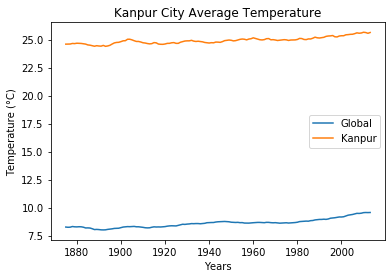 Kanpur City Average Temperature
Temperature (°C)
25.0
22.5
20.0
17.5
15.0
12.5
10.0
7.5
Global
Kanpur
1880 1900 1920 1940 1960 1980 2000
Years